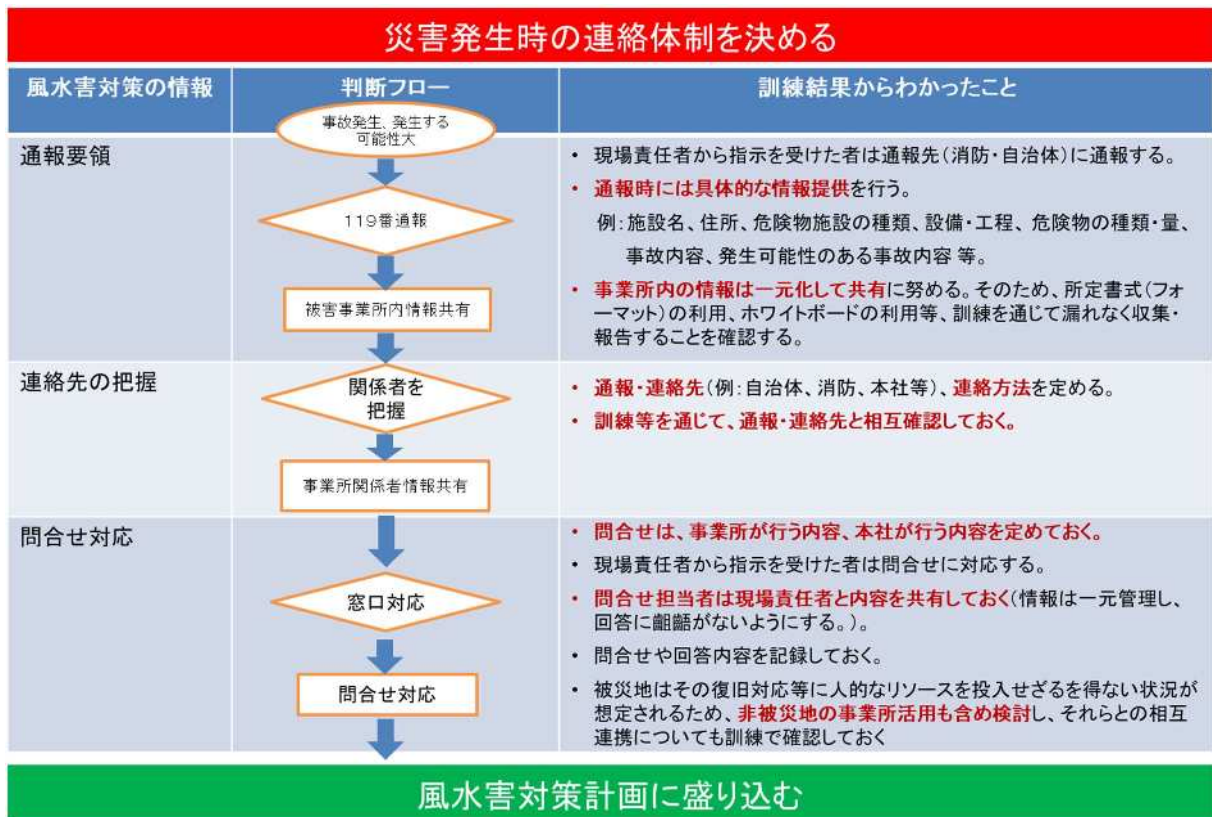 災害発生時の連絡体制を決める
風水害対策の情報
判断フロー
訓練結果からわかったこと
事故発生、発生する
可能性大
通報要領
119番通報
被害事業所内情報共有
• 現場責任者から指示を受けた者は通報先(消防・自治体)に通報する。
• 通報時には具体的な情報提供を行う。
例:施設名、住所、危険物施設の種類、設備・工程、危険物の種類・量、
事故内容、発生可能性のある事故内容 等。
• 事業所内の情報は一元化して共有に努める。そのため、所定書式(フォ
ーマット)の利用、ホワイトボードの利用等、訓練を通じて漏れなく収集・
報告することを確認する。
連絡先の把握
関係者を
把握
事業所関係者情報共有
• 通報・連絡先(例:自治体、消防、本社等)、連絡方法を定める。
• 訓練等を通じて、通報・連絡先と相互確認しておく。
問合せ対応
窓口対応
問合せ対応
• 問合せは、事業所が行う内容、本社が行う内容を定めておく。
• 現場責任者から指示を受けた者は問合せに対応する。
• 問合せ担当者は現場責任者と内容を共有しておく(情報は一元管理し、
回答に齟齬がないようにする。)。
• 問合せや回答内容を記録しておく。
• 被災地はその復旧対応等に人的なリソースを投入せざるを得ない状況が
想定されるため、非被災地の事業所活用も含め検討し、それらとの相互
連携についても訓練で確認しておく
風水害対策計画に盛り込む